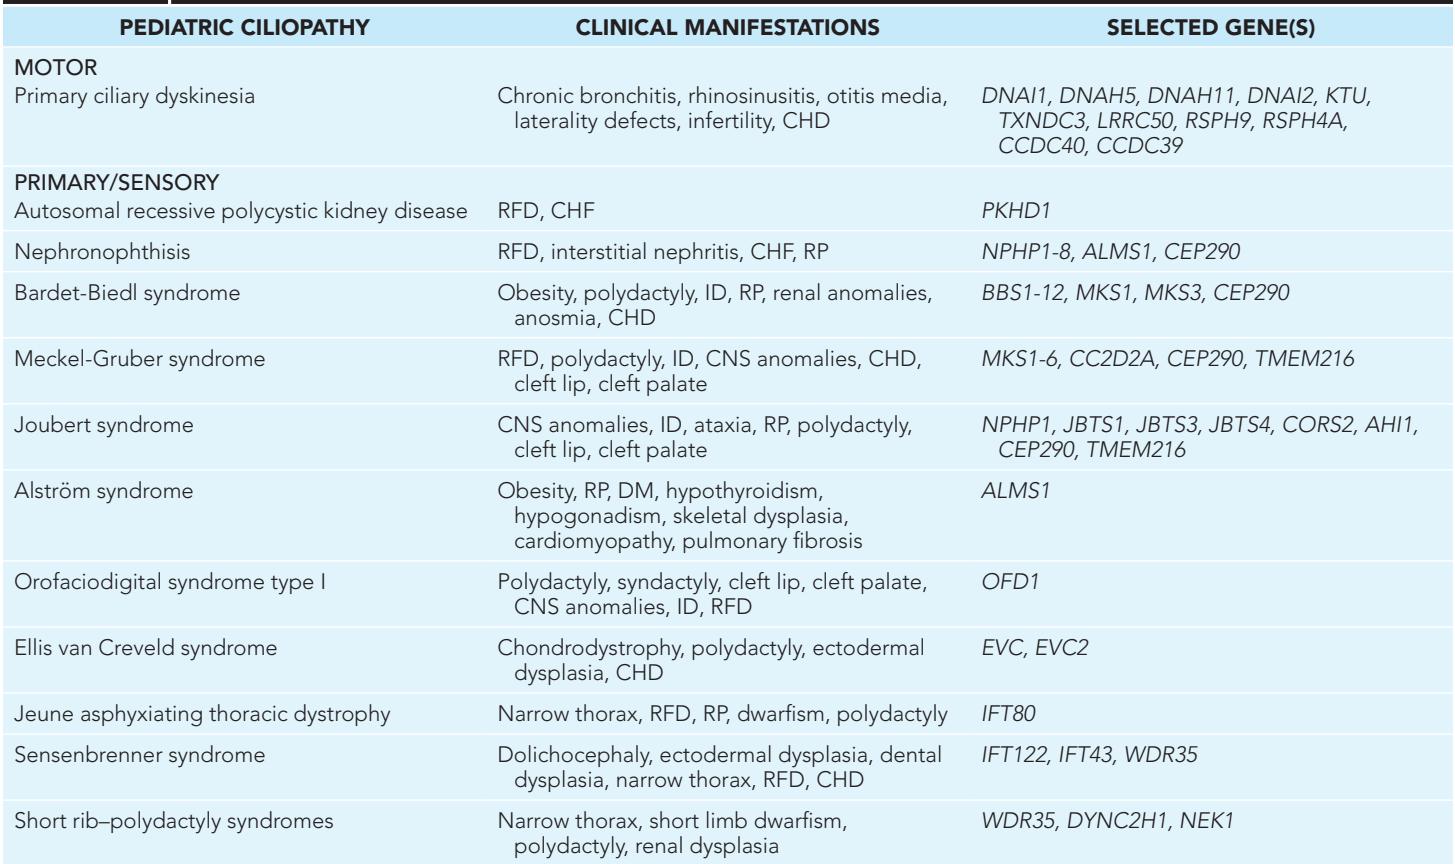 PEDIATRIC CILIOPATHY CLINICAL MANIFESTATIONS SELECTED GENE(S)
MOTOR
Primary ciliary dyskinesia Chronic bronchitis, rhinosinusitis, otitis media, DNAI1, DNAH5, DNAH11, DNAI2, KTU,
laterality defects, infertility, CHD TXNDC3, LRRC50, RSPH9, RSPH4A,
CCDC40, CCDC39
PRIMARY/SENSORY
Autosomal recessive polycystic kidney disease RFD, CHF PKHD1
Nephronophthisis RFD, interstitial nephritis, CHF, RP NPHP1-8, ALMS1, CEP290
Bardet-Biedl syndrome Obesity, polydactyly, ID, RP, renal anomalies, BBS1-12, MKS1, MKS3, CEP290
anosmia, CHD
Meckel-Gruber syndrome RFD, polydactyly, ID, CNS anomalies, CHD, MKS1-6, CC2D2A, CEP290, TMEM216
cleft lip, cleft palate
Joubert syndrome CNS anomalies, ID, ataxia, RP, polydactyly, NPHP1, JBTS1, JBTS3, JBTS4, CORS2, AHI1,
cleft lip, cleft palate CEP290, TMEM216
Alström syndrome Obesity, RP, DM, hypothyroidism, ALMS1
hypogonadism, skeletal dysplasia,
cardiomyopathy, pulmonary fibrosis
Orofaciodigital syndrome type I Polydactyly, syndactyly, cleft lip, cleft palate, OFD1
CNS anomalies, ID, RFD
Ellis van Creveld syndrome Chondrodystrophy, polydactyly, ectodermal EVC, EVC2
dysplasia, CHD
Jeune asphyxiating thoracic dystrophy Narrow thorax, RFD, RP, dwarfism, polydactyly IFT80
Sensenbrenner syndrome Dolichocephaly, ectodermal dysplasia, dental IFT122, IFT43, WDR35
dysplasia, narrow thorax, RFD, CHD
Short rib–polydactyly syndromes Narrow thorax, short limb dwarfism, WDR35, DYNC2H1, NEK1
polydactyly, renal dysplasia